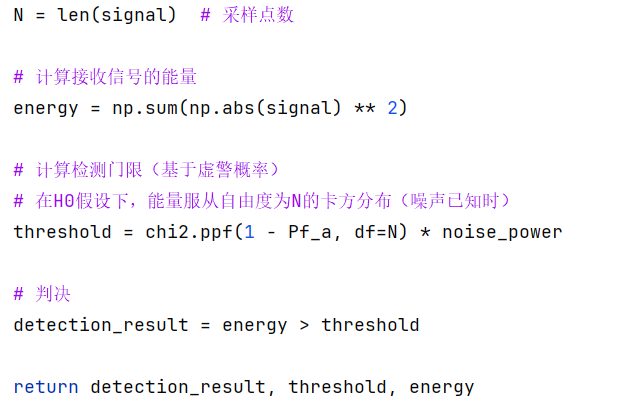 N = len(signal)  # 采样点数
# 计算接收信号的能量
energy = np.sum(np.abs(signal) ** 2)
# 计算检测门限（基于虚警概率）
# 在H0假设下，能量服从自由度为N的卡方分布（噪声已知时）
threshold = chi2.ppf(1 - Pf_a, df=N) * noise_power
# 判决
detection_result = energy > threshold
return detection_result, threshold, energy